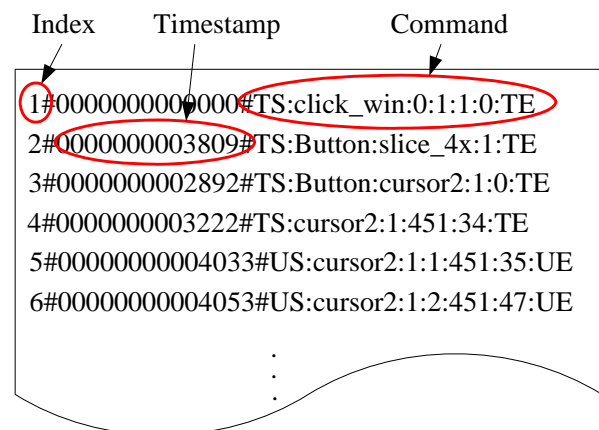 Index Timestamp Command
1#0000000000000#TS:click_win:0:1:1:0:TE
2#0000000003809#TS:Button:slice_4x:1:TE
3#0000000002892#TS:Button:cursor2:1:0:TE
4#0000000003222#TS:cursor2:1:451:34:TE
5#00000000004033#US:cursor2:1:1:451:35:UE
6#00000000004053#US:cursor2:1:2:451:47:UE
.
.
.